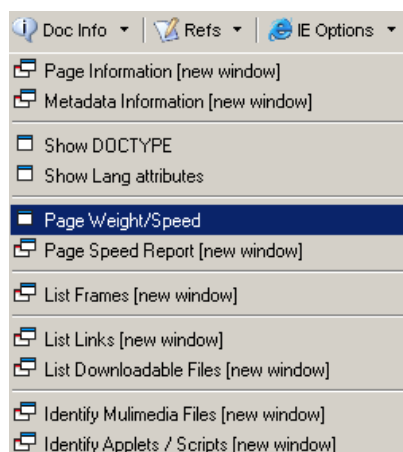 Doc Info Refs IE Options
Page Information [new window]
Metadata Information [new window]
Show DOCTYPE
Show Lang attributes
Page Weight/Speed
Page Speed Report [new window]
List Frames [new window]
List Links [new window]
List Downloadable Files [new window]
Identify Mulimedia Files [new window]
Identify Applets / Scripts [new window]